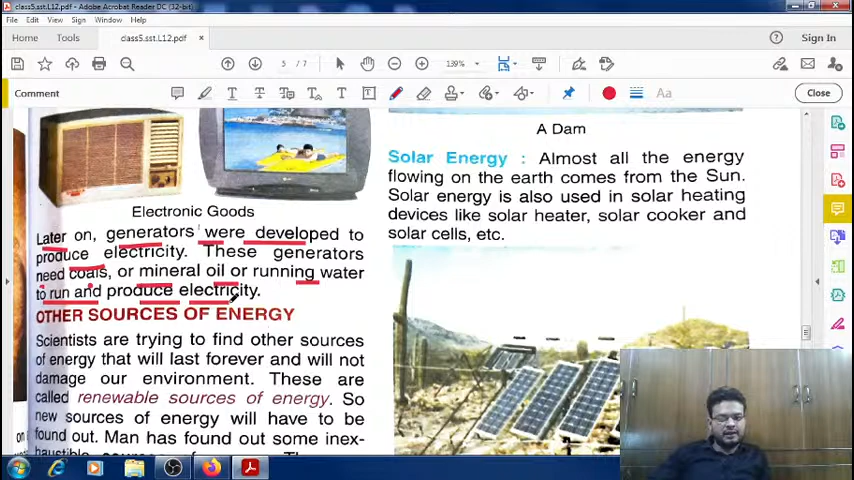 class5.sst.L12.pdf - Adobe Acrobat Reader DC (32-bit)
File Edit View Sign Window Help
Home Tools class5.sst.L12.pdf × Sign In
5 / 7 139%
Comment Close
A Dam
Electronic Goods
Later on, generators were developed to
produce electricity. These generators
need coals, or mineral oil or running water
to run and produce electricity.
OTHER SOURCES OF ENERGY
Scientists are trying to find other sources
of energy that will last forever and will not
damage our environment. These are
called renewable sources of energy. So
new sources of energy will have to be
found out. Man has found out some inex-
Solar Energy : Almost all the energy
flowing on the earth comes from the Sun.
Solar energy is also used in solar heating
devices like solar heater, solar cooker and
solar cells, etc.